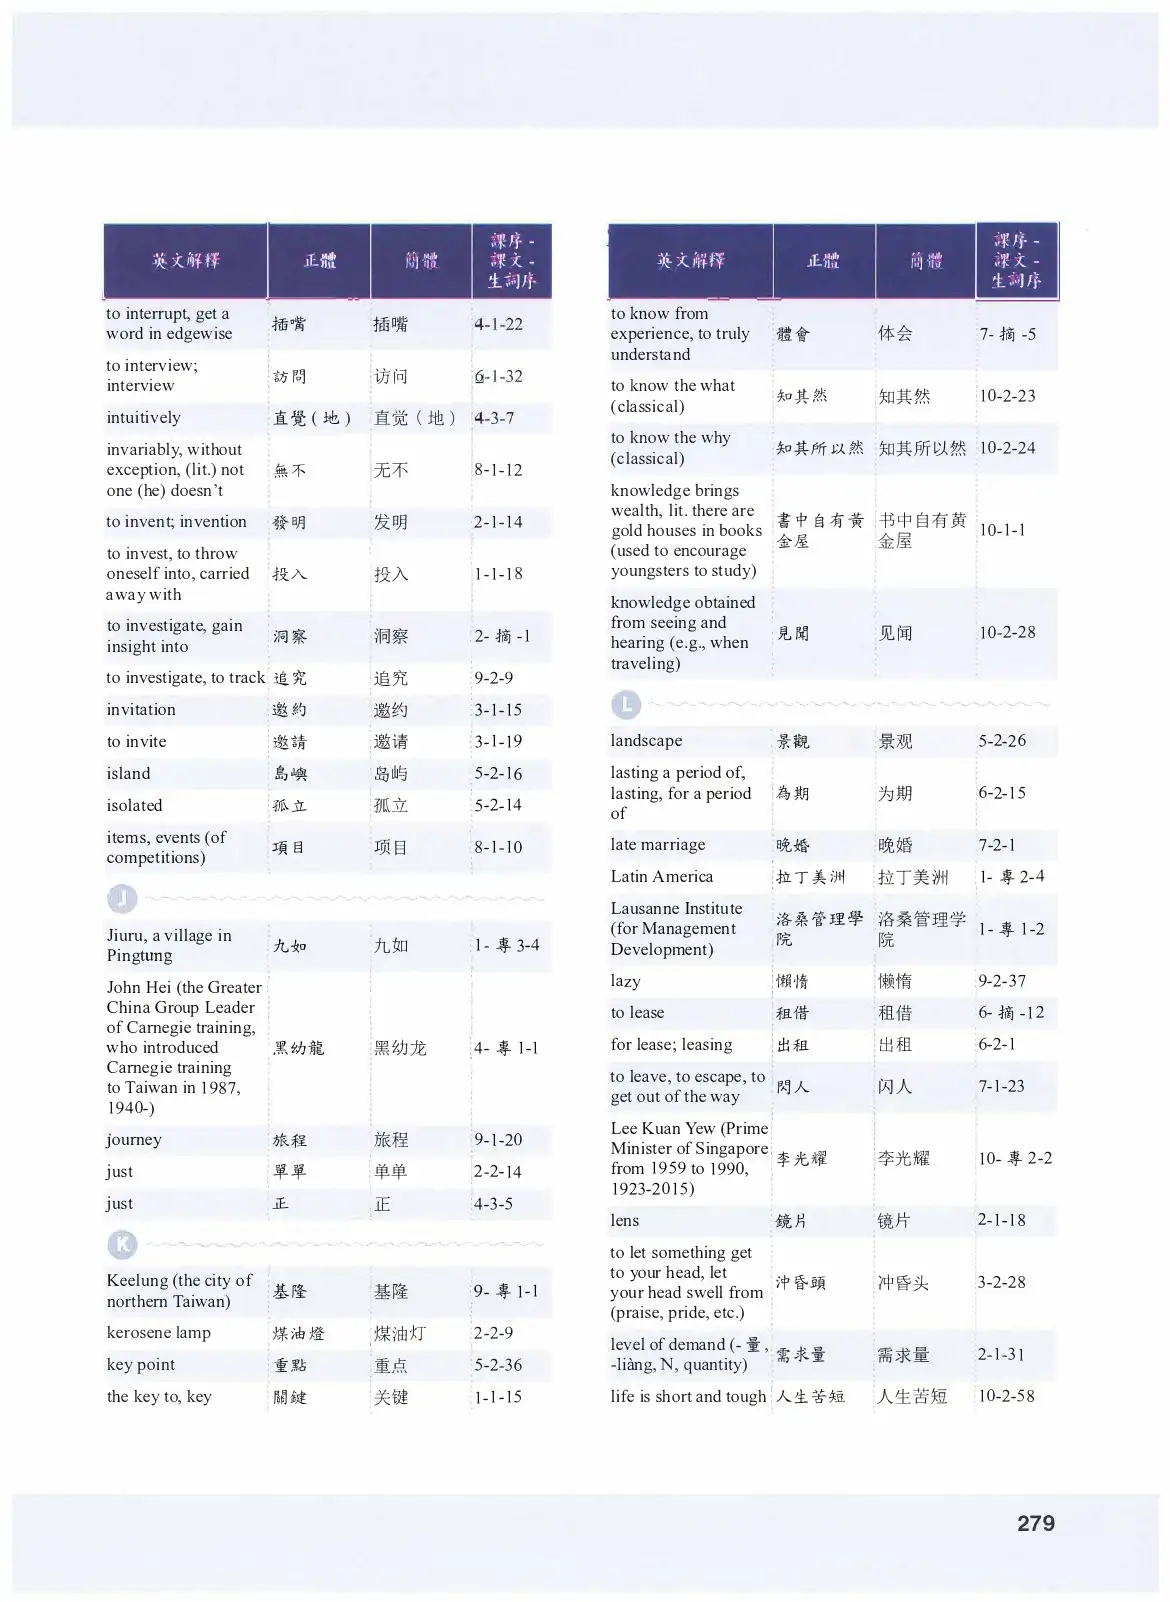 英文解釋 正體 簡體 課序 -
課文 -
生詞序
to interrupt, get a
word in edgewise 插嘴 插嘴 4-1-22
to interview;
interview 訪問 访问 6-1-32
intuitively 直覺 ( 地 ) 直觉 ( 地 ) 4-3-7
invariably, without
exception, (lit.) not
one (he) doesn't 無不 无不 8-1-12
to invent; invention 發明 发明 2-1-14
to invest, to throw
oneself into, carried
away with 投入 投入 1-1-18
to investigate, gain
insight into 洞察 洞察 2- 摘 -1
to investigate, to track 追究 追究 9-2-9
invitation 邀約 邀约 3-1-15
to invite 邀請 邀请 3-1-19
island 島嶼 岛屿 5-2-16
isolated 孤立 孤立 5-2-14
items, events (of
competitions) 項目 项目 8-1-10
J
Jiuru, a village in
Pingtung 九如 九如 1- 專 3-4
John Hei (the Greater
China Group Leader
of Carnegie training,
who introduced
Carnegie training
to Taiwan in 1987,
1940-) 黑幼龍 黑幼龙 4- 專 1-1
journey 旅程 旅程 9-1-20
just 單單 单单 2-2-14
just 正 正 4-3-5
K
Keelung (the city of
northern Taiwan) 基隆 基隆 9- 專 1-1
kerosene lamp 煤油燈 煤油灯 2-2-9
key point 重點 重点 5-2-36
the key to, key 關鍵 关键 1-1-15
英文解釋 正體 簡體 課序 -
課文 -
生詞序
to know from
experience, to truly
understand 體會 体会 7- 摘 -5
to know the what
(classical) 知其然 知其然 10-2-23
to know the why
(classical) 知其所以然 知其所以然 10-2-24
knowledge brings
wealth, lit. there are
gold houses in books
(used to encourage
youngsters to study) 書中自有黃
金屋 书中自有黄
金屋 10-1-1
knowledge obtained
from seeing and
hearing (e.g., when
traveling) 見聞 见闻 10-2-28
L
landscape 景觀 景观 5-2-26
lasting a period of,
lasting, for a period
of 為期 为期 6-2-15
late marriage 晚婚 晚婚 7-2-1
Latin America 拉丁美洲 拉丁美洲 1- 專 2-4
Lausanne Institute
(for Management
Development) 洛桑管理學
院 洛桑管理学
院 1- 專 1-2
lazy 懶惰 懒惰 9-2-37
to lease 租借 租借 6- 摘 -12
for lease; leasing 出租 出租 6-2-1
to leave, to escape, to
get out of the way 閃人 闪人 7-1-23
Lee Kuan Yew (Prime
Minister of Singapore
from 1959 to 1990,
1923-2015) 李光耀 李光耀 10- 專 2-2
lens 鏡片 镜片 2-1-18
to let something get
to your head, let
your head swell from
(praise, pride, etc.) 沖昏頭 冲昏头 3-2-28
level of demand (- 量,
-liàng, N, quantity) 需求量 需求量 2-1-31
life is short and tough 人生苦短 人生苦短 10-2-58
279